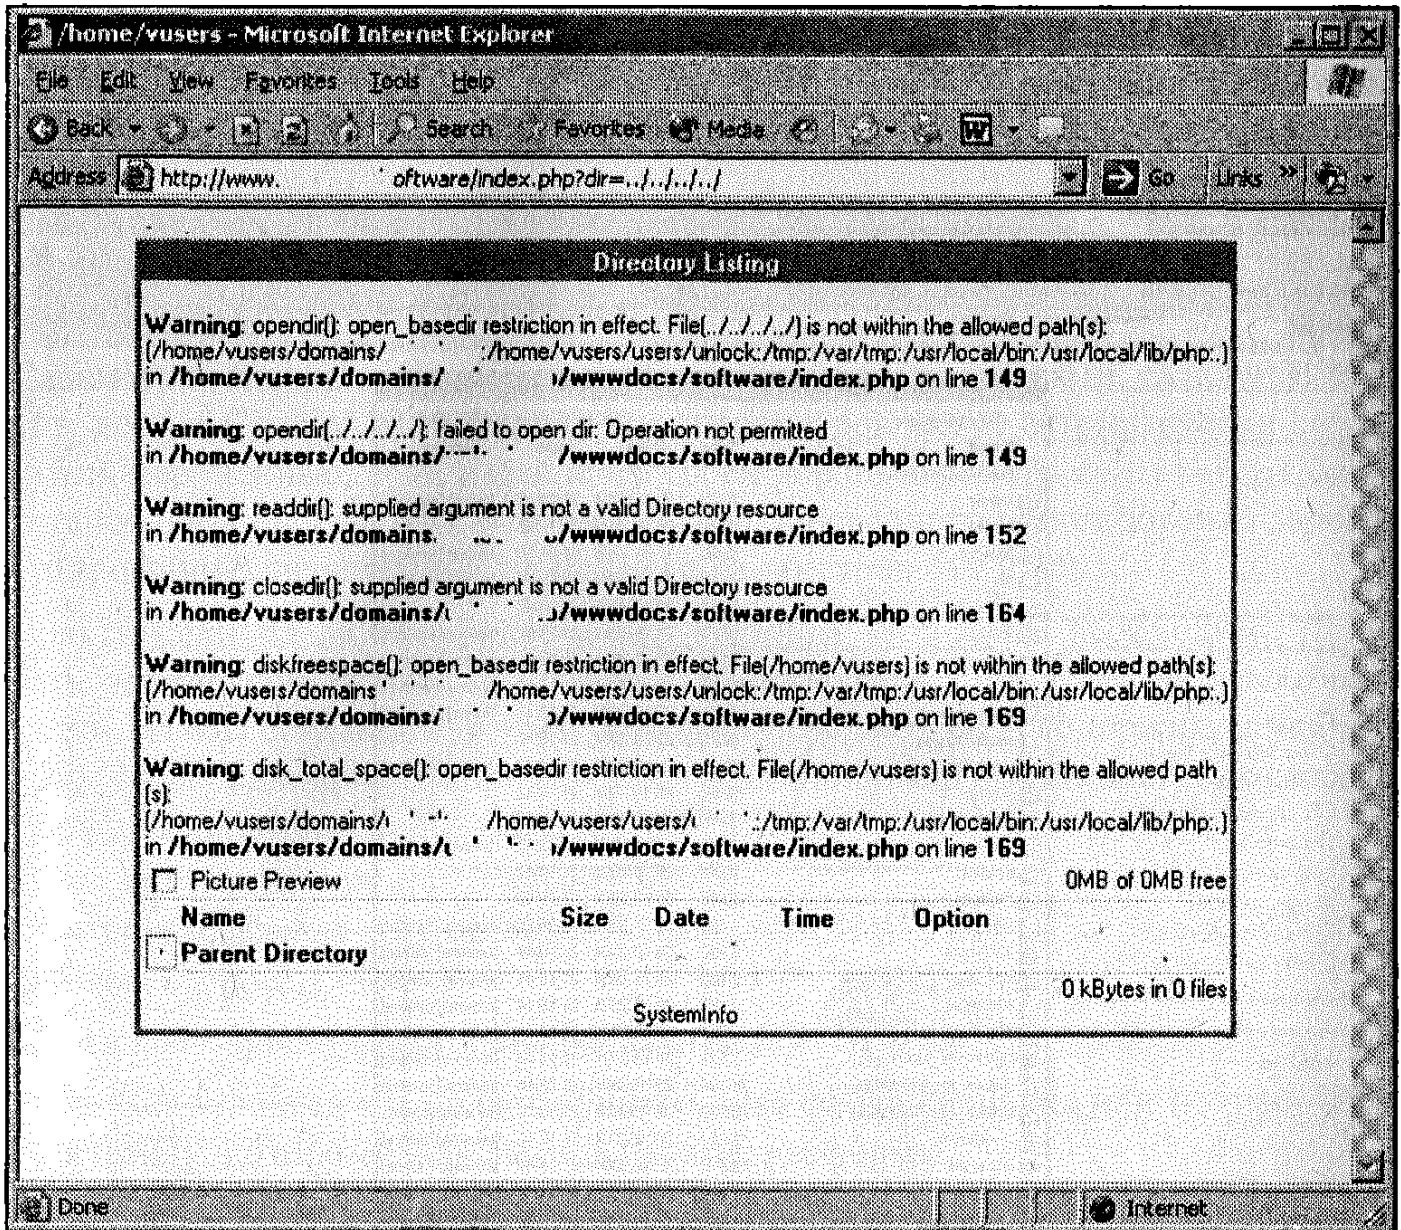 /home/vusers - Microsoft Internet Explorer
File Edit View Favorites Tools Help
Back Search Favorites Media
Address http://www. oftware/index.php?dir=../../../../ Go Links »
Directory Listing
Warning: opendir(): open_basedir restriction in effect. File(../../../../) is not within the allowed path(s):
(/home/vusers/domains/ :/home/vusers/users/unlock:/tmp:/var/tmp:/usr/local/bin:/usr/local/lib/php:.)
in /home/vusers/domains/ /wwwdocs/software/index.php on line 149
Warning: opendir(../../../../): failed to open dir: Operation not permitted
in /home/vusers/domains/ /wwwdocs/software/index.php on line 149
Warning: readdir(): supplied argument is not a valid Directory resource
in /home/vusers/domains. /wwwdocs/software/index.php on line 152
Warning: closedir(): supplied argument is not a valid Directory resource
in /home/vusers/domains/ /wwwdocs/software/index.php on line 164
Warning: diskfreespace(): open_basedir restriction in effect. File(/home/vusers) is not within the allowed path(s):
(/home/vusers/domains /home/vusers/users/unlock:/tmp:/var/tmp:/usr/local/bin:/usr/local/lib/php:.)
in /home/vusers/domains/ /wwwdocs/software/index.php on line 169
Warning: disk_total_space(): open_basedir restriction in effect. File(/home/vusers) is not within the allowed path
(s):
(/home/vusers/domains/ /home/vusers/users/ :/tmp:/var/tmp:/usr/local/bin:/usr/local/lib/php:.)
in /home/vusers/domains/ /wwwdocs/software/index.php on line 169
Picture Preview 0MB of 0MB free
Name Size Date Time Option
Parent Directory
0 kBytes in 0 files
SystemInfo
Done Internet